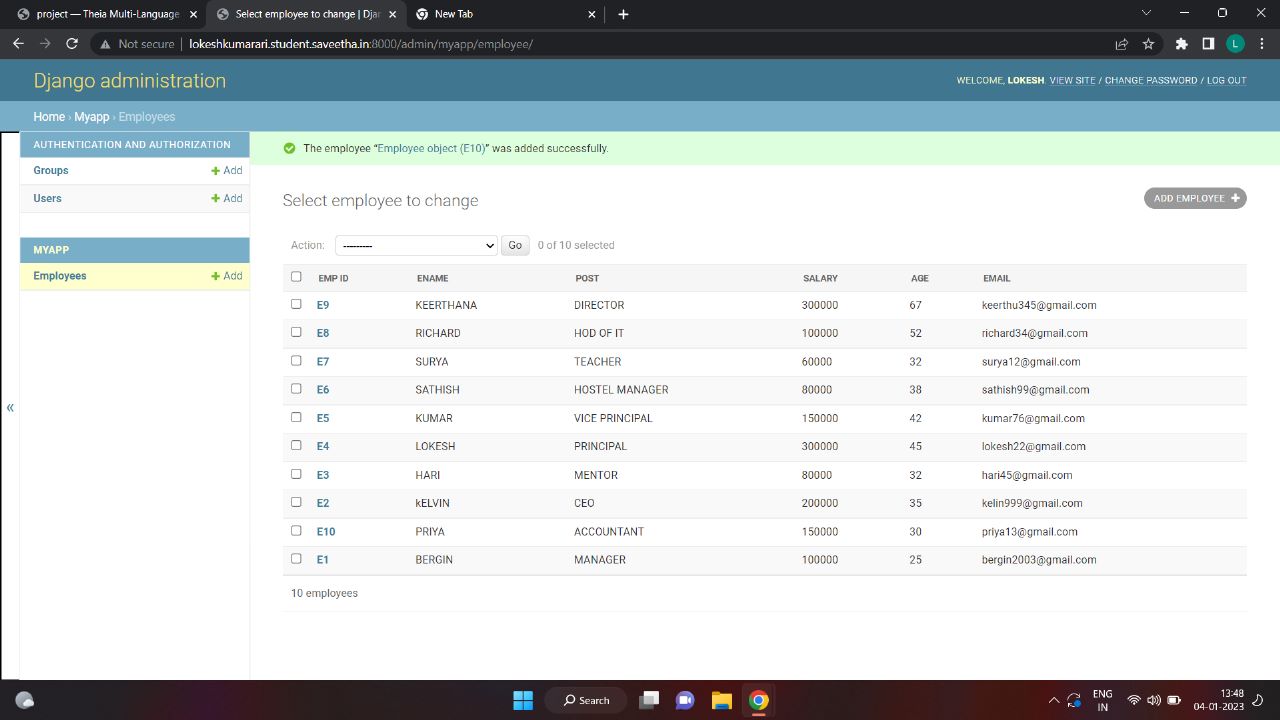 project — Theia Multi-Language
Select employee to change | Djar
New Tab
Not secure | lokeshkumarari.student.saveetha.in:8000/admin/myapp/employee/
L
Django administration
WELCOME, LOKESH. VIEW SITE / CHANGE PASSWORD / LOG OUT
Home › Myapp › Employees
AUTHENTICATION AND AUTHORIZATION
Groups + Add
Users + Add
MYAPP
Employees + Add
«
The employee “Employee object (E10)” was added successfully.
Select employee to change
ADD EMPLOYEE +
Action: --------- Go 0 of 10 selected
EMP ID ENAME POST SALARY AGE EMAIL
E9 KEERTHANA DIRECTOR 300000 67 keerthu345@gmail.com
E8 RICHARD HOD OF IT 100000 52 richard34@gmail.com
E7 SURYA TEACHER 60000 32 surya12@gmail.com
E6 SATHISH HOSTEL MANAGER 80000 38 sathish99@gmail.com
E5 KUMAR VICE PRINCIPAL 150000 42 kumar76@gmail.com
E4 LOKESH PRINCIPAL 300000 45 lokesh22@gmail.com
E3 HARI MENTOR 80000 32 hari45@gmail.com
E2 kELVIN CEO 200000 35 kelin999@gmail.com
E10 PRIYA ACCOUNTANT 150000 30 priya13@gmail.com
E1 BERGIN MANAGER 100000 25 bergin2003@gmail.com
10 employees
Search
ENG
IN
13:48
04-01-2023